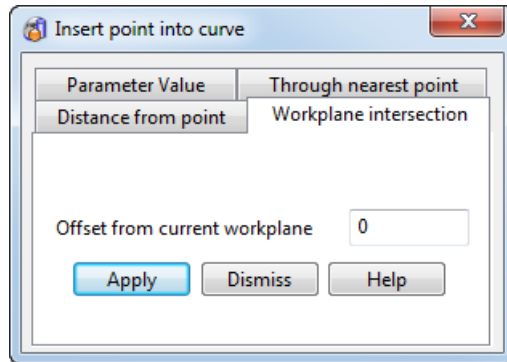 Insert point into curve
Parameter Value Through nearest point
Distance from point Workplane intersection
Offset from current workplane 0
Apply Dismiss Help